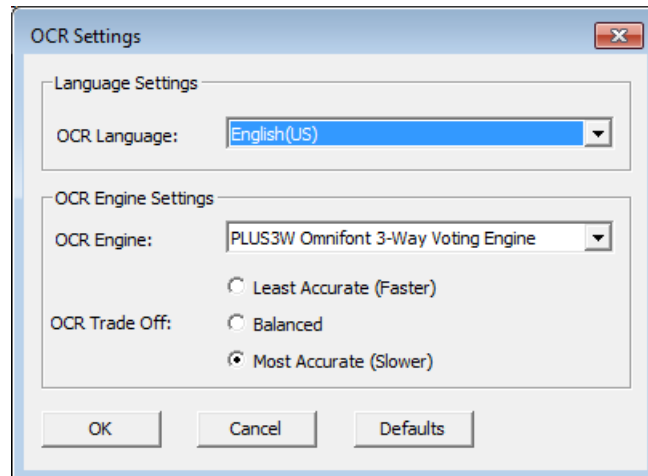 OCR Settings
Language Settings
OCR Language: English(US)
OCR Engine Settings
OCR Engine: PLUS3W Omnifont 3-Way Voting Engine
Least Accurate (Faster)
OCR Trade Off: Balanced
Most Accurate (Slower)
OK Cancel Defaults